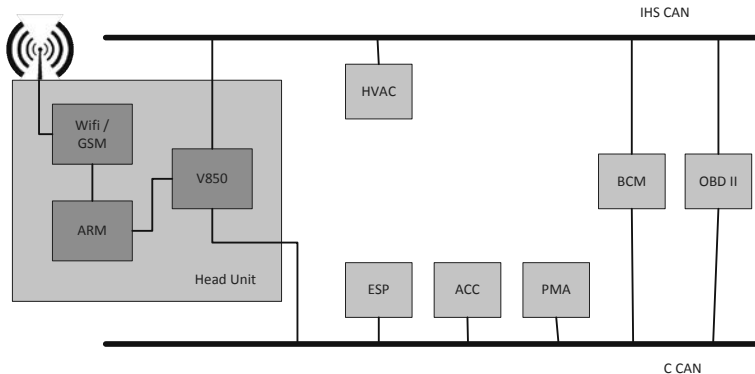 IHS CAN
HVAC
Wifi /
GSM
V850
BCM
OBD II
ARM
Head Unit
ESP
ACC
PMA
C CAN